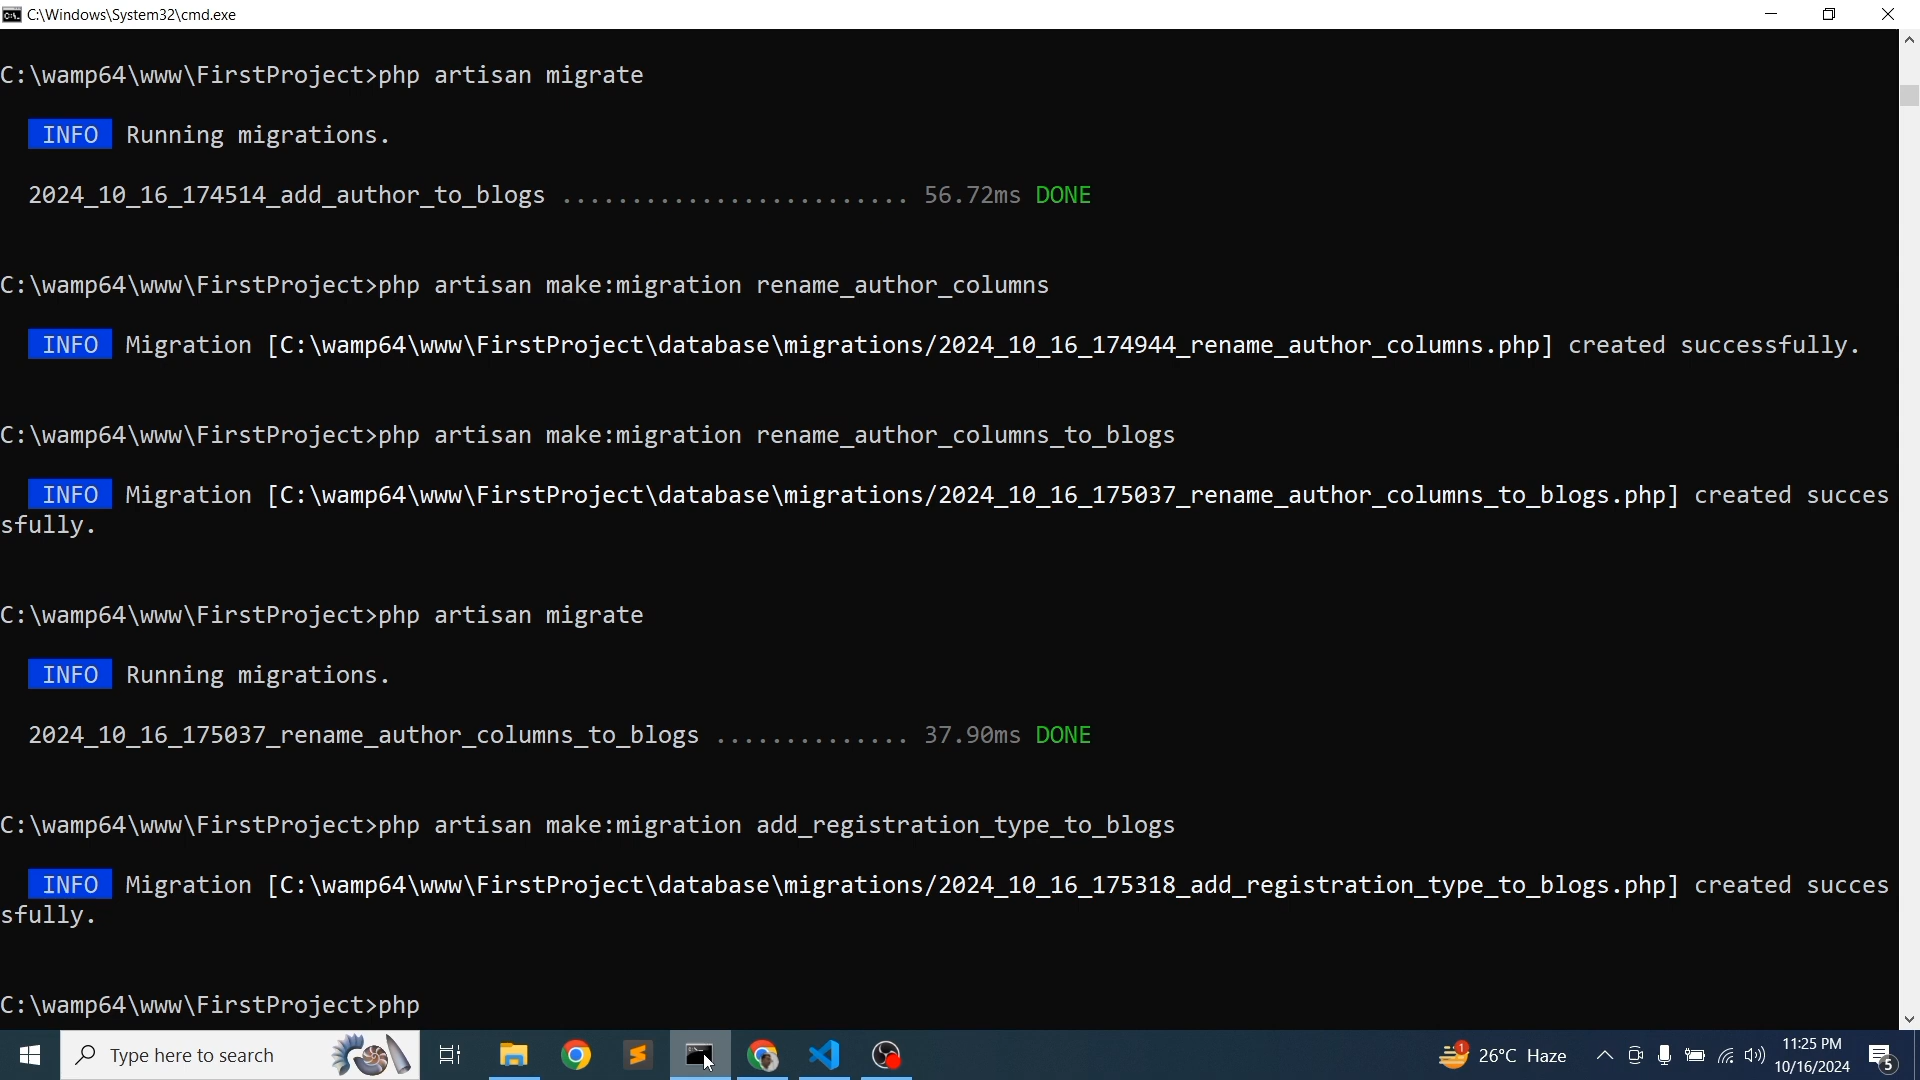 C:\Windows\System32\cmd.exe
C:\wamp64\www\FirstProject>php artisan migrate
INFO Running migrations.
2024_10_16_174514_add_author_to_blogs ......................... 56.72ms DONE
C:\wamp64\www\FirstProject>php artisan make:migration rename_author_columns
INFO Migration [C:\wamp64\www\FirstProject\database\migrations/2024_10_16_174944_rename_author_columns.php] created successfully.
C:\wamp64\www\FirstProject>php artisan make:migration rename_author_columns_to_blogs
INFO Migration [C:\wamp64\www\FirstProject\database\migrations/2024_10_16_175037_rename_author_columns_to_blogs.php] created succes
sfully.
C:\wamp64\www\FirstProject>php artisan migrate
INFO Running migrations.
2024_10_16_175037_rename_author_columns_to_blogs .............. 37.90ms DONE
C:\wamp64\www\FirstProject>php artisan make:migration add_registration_type_to_blogs
INFO Migration [C:\wamp64\www\FirstProject\database\migrations/2024_10_16_175318_add_registration_type_to_blogs.php] created succes
sfully.
C:\wamp64\www\FirstProject>php
Type here to search
1
26°C Haze
11:25 PM
10/16/2024
5